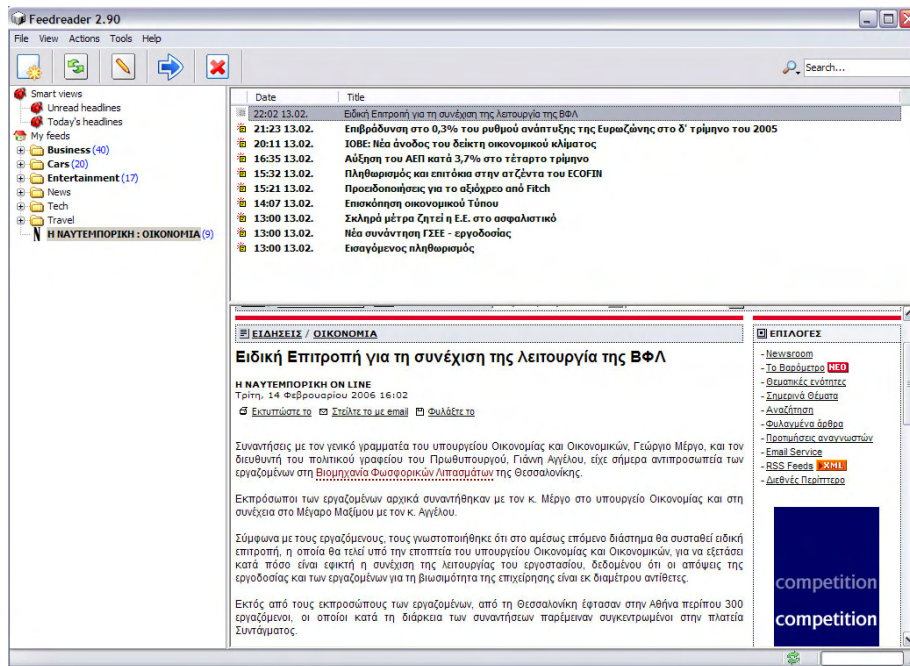 Feedreader 2.90
File View Actions Tools Help
Search...
Smart views
Unread headlines
Today's headlines
My feeds
Business (40)
Cars (20)
Entertainment (17)
News
Tech
Travel
Η ΝΑΥΤΕΜΠΟΡΙΚΗ : ΟΙΚΟΝΟΜΙΑ (9)
Date Title
22:02 13.02. Ειδική Επιτροπή για τη συνέχιση της λειτουργία της ΒΦΛ
21:23 13.02. Επιβράδυνση στο 0,3% του ρυθμού ανάπτυξης της Ευρωζώνης στο δ' τρίμηνο του 2005
20:11 13.02. ΙΟΒΕ: Νέα άνοδος του δείκτη οικονομικού κλίματος
16:35 13.02. Αύξηση του ΑΕΠ κατά 3,7% στο τέταρτο τρίμηνο
15:32 13.02. Πληθωρισμός και επιτόκια στην ατζέντα του ECOFIN
15:21 13.02. Προειδοποιήσεις για το αξιόχρεο από Fitch
14:07 13.02. Επισκόπηση οικονομικού Τύπου
13:00 13.02. Σκληρά μέτρα ζητεί η Ε.Ε. στο ασφαλιστικό
13:00 13.02. Νέα συνάντηση ΓΣΕΕ - εργοδοσίας
13:00 13.02. Εισαγόμενος πληθωρισμός
ΕΙΔΗΣΕΙΣ / ΟΙΚΟΝΟΜΙΑ
Ειδική Επιτροπή για τη συνέχιση της λειτουργία της ΒΦΛ
Η ΝΑΥΤΕΜΠΟΡΙΚΗ ON LINE
Τρίτη, 14 Φεβρουαρίου 2006 16:02
Εκτυπώστε το Στείλτε το με email Φυλάξτε το
Συναντήσεις με τον γενικό γραμματέα του υπουργείου Οικονομίας και Οικονομικών, Γεώργιο Μέργο, και τον
διευθυντή του πολιτικού γραφείου του Πρωθυπουργού, Γιάννη Αγγέλου, είχε σήμερα αντιπροσωπεία των
εργαζομένων στη Βιομηχανία Φωσφορικών Λιπασμάτων της Θεσσαλονίκης.
Εκπρόσωποι των εργαζομένων αρχικά συναντήθηκαν με τον κ. Μέργο στο υπουργείο Οικονομίας και στη
συνέχεια στο Μέγαρο Μαξίμου με τον κ. Αγγέλου.
Σύμφωνα με τους εργαζόμενους, τους γνωστοποιήθηκε ότι στο αμέσως επόμενο διάστημα θα συσταθεί ειδική
επιτροπή, η οποία θα τελεί υπό την εποπτεία του υπουργείου Οικονομίας και Οικονομικών, για να εξετάσει
κατά πόσο είναι εφικτή η συνέχιση της λειτουργίας του εργοστασίου, δεδομένου ότι οι απόψεις της
εργοδοσίας και των εργαζομένων για τη βιωσιμότητα της επιχείρησης είναι εκ διαμέτρου αντίθετες.
Εκτός από τους εκπροσώπους των εργαζομένων, από τη Θεσσαλονίκη έφτασαν στην Αθήνα περίπου 300
εργαζόμενοι, οι οποίοι κατά τη διάρκεια των συναντήσεων παρέμειναν συγκεντρωμένοι στην πλατεία
Συντάγματος.
ΕΠΙΛΟΓΕΣ
- Newsroom
- Το Βαρόμετρο ΝΕΟ
- Θεματικές ενότητες
- Σημερινά Θέματα
- Αναζήτηση
- Φυλαγμένα άρθρα
- Προτιμήσεις αναγνωστών
- Email Service
- RSS Feeds XML
- Διεθνές Περίπτερο
competition
competition